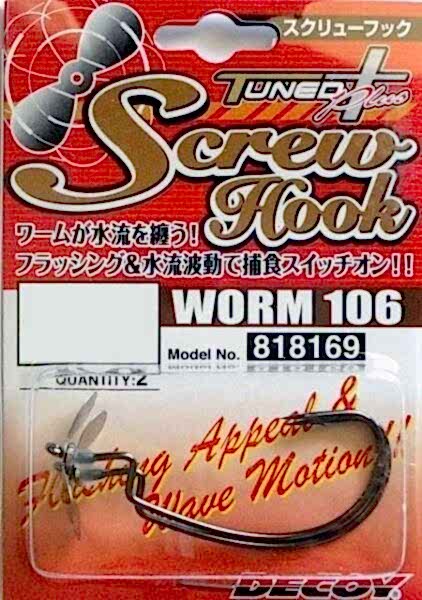 スクリューフック
TUNED Plus
Screw
Hook
ワームが水流を纏う!
フラッシング&水流波動で捕食スイッチオン!!
WORM 106
Model No. 818169
QUANTITY:2
Flashing Appeal &
Wave Motion!!
DECOY